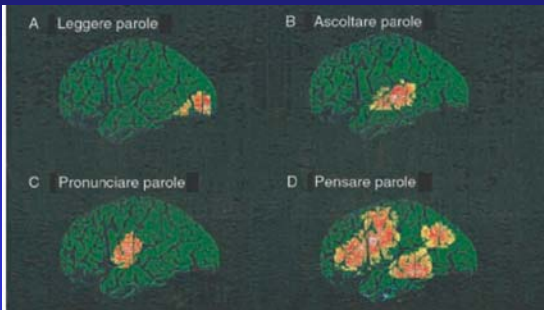 A Leggere parole
B Ascoltare parole
C Pronunciare parole
D Pensare parole